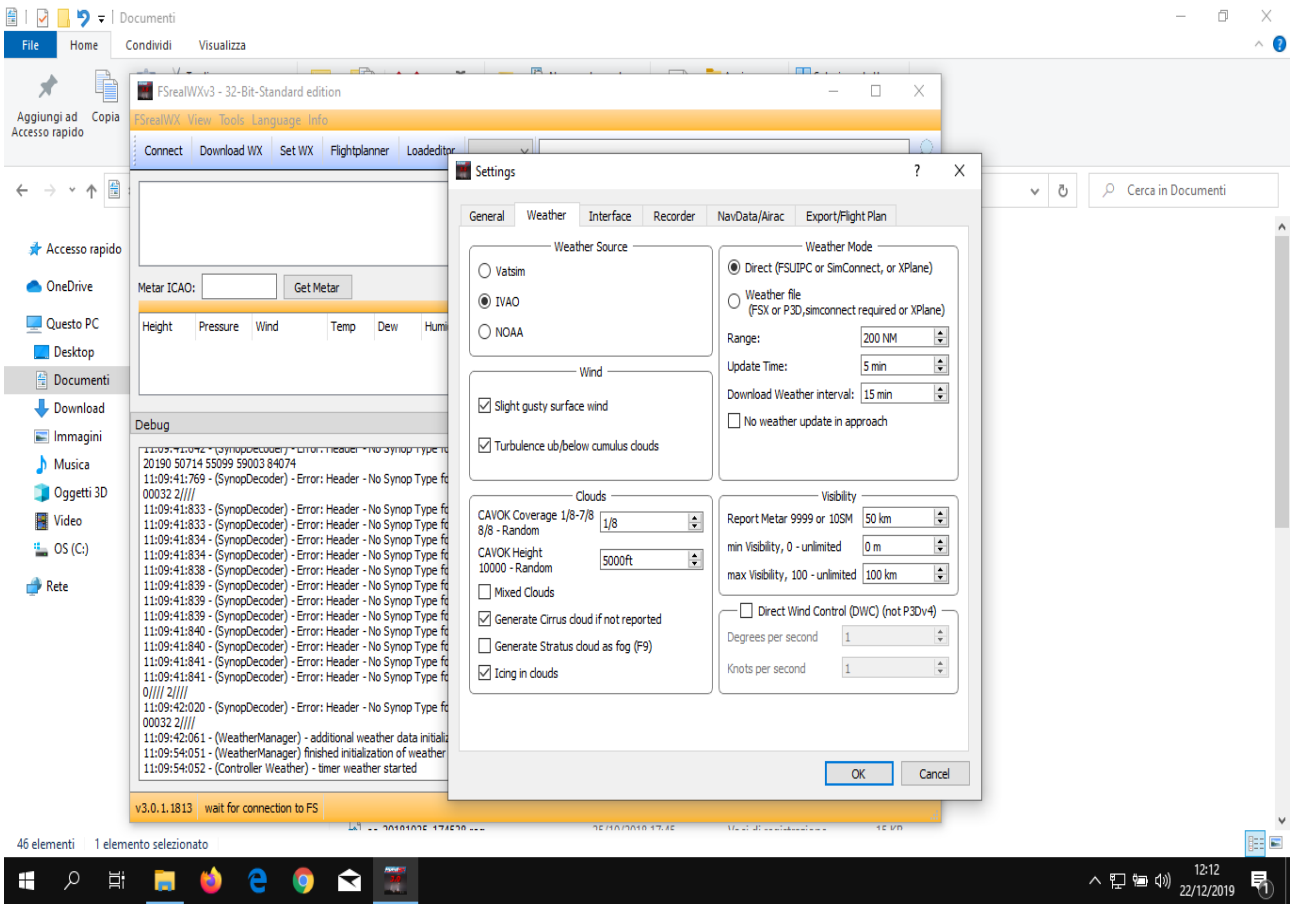 Documenti
File Home Condividi Visualizza
Aggiungi ad
Accesso rapido
Copia
Cerca in Documenti
Accesso rapido
OneDrive
Questo PC
Desktop
Documenti
Download
Immagini
Musica
Oggetti 3D
Video
OS (C:)
Rete
FSrealWXv3 - 32-Bit-Standard edition
FSrealWX View Tools Language Info
Connect Download WX Set WX Flightplanner Loadeditor
Metar ICAO: Get Metar
Height Pressure Wind Temp Dew Humi
Debug
11:09:41:042 - (SynopDecoder) - Error: Header - No Synop Type fo
20190 50714 55099 59003 84074
11:09:41:769 - (SynopDecoder) - Error: Header - No Synop Type fo
00032 2////
11:09:41:833 - (SynopDecoder) - Error: Header - No Synop Type fo
11:09:41:833 - (SynopDecoder) - Error: Header - No Synop Type fo
11:09:41:834 - (SynopDecoder) - Error: Header - No Synop Type fo
11:09:41:834 - (SynopDecoder) - Error: Header - No Synop Type fo
11:09:41:838 - (SynopDecoder) - Error: Header - No Synop Type fo
11:09:41:839 - (SynopDecoder) - Error: Header - No Synop Type fo
11:09:41:839 - (SynopDecoder) - Error: Header - No Synop Type fo
11:09:41:839 - (SynopDecoder) - Error: Header - No Synop Type fo
11:09:41:840 - (SynopDecoder) - Error: Header - No Synop Type fo
11:09:41:840 - (SynopDecoder) - Error: Header - No Synop Type fo
11:09:41:841 - (SynopDecoder) - Error: Header - No Synop Type fo
11:09:41:841 - (SynopDecoder) - Error: Header - No Synop Type fo
0//// 2////
11:09:42:020 - (SynopDecoder) - Error: Header - No Synop Type fo
00032 2////
11:09:42:061 - (WeatherManager) - additional weather data initializ
11:09:54:051 - (WeatherManager) finished initialization of weather
11:09:54:052 - (Controller Weather) - timer weather started
v3.0.1.1813 wait for connection to FS
Settings ?
General Weather Interface Recorder NavData/Airac Export/Flight Plan
Weather Source
Vatsim
IVAO
NOAA
Wind
Slight gusty surface wind
Turbulence ub/below cumulus clouds
Clouds
CAVOK Coverage 1/8-7/8
8/8 - Random
1/8
CAVOK Height
10000 - Random
5000ft
Mixed Clouds
Generate Cirrus cloud if not reported
Generate Stratus cloud as fog (F9)
Icing in clouds
Weather Mode
Direct (FSUIPC or SimConnect, or XPlane)
Weather file
(FSX or P3D,simconnect required or XPlane)
Range: 200 NM
Update Time: 5 min
Download Weather interval: 15 min
No weather update in approach
Visibility
Report Metar 9999 or 10SM 50 km
min Visibility, 0 - unlimited 0 m
max Visibility, 100 - unlimited 100 km
Direct Wind Control (DWC) (not P3Dv4)
Degrees per second 1
Knots per second 1
OK Cancel
46 elementi 1 elemento selezionato
12:12
22/12/2019
1